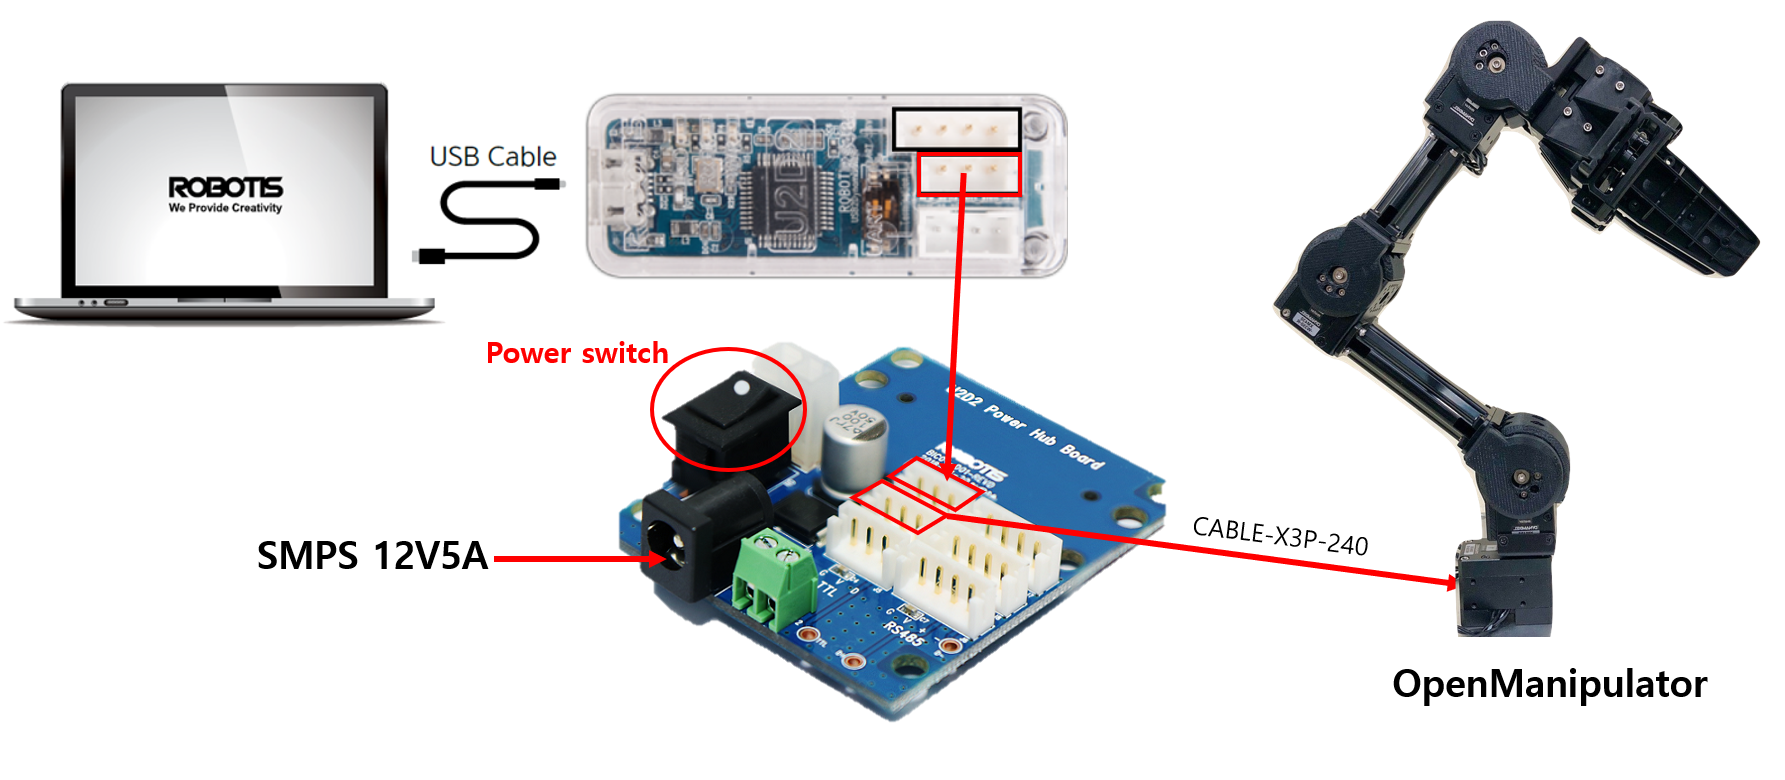 ROBOTIS
We Provide Creativity
USB Cable
U2D2
Power switch
U2D2 Power Hub Board
ROBOTIS
SMPS 12V5A
CABLE-X3P-240
TTL
G V D
RS485
G V +
OpenManipulator